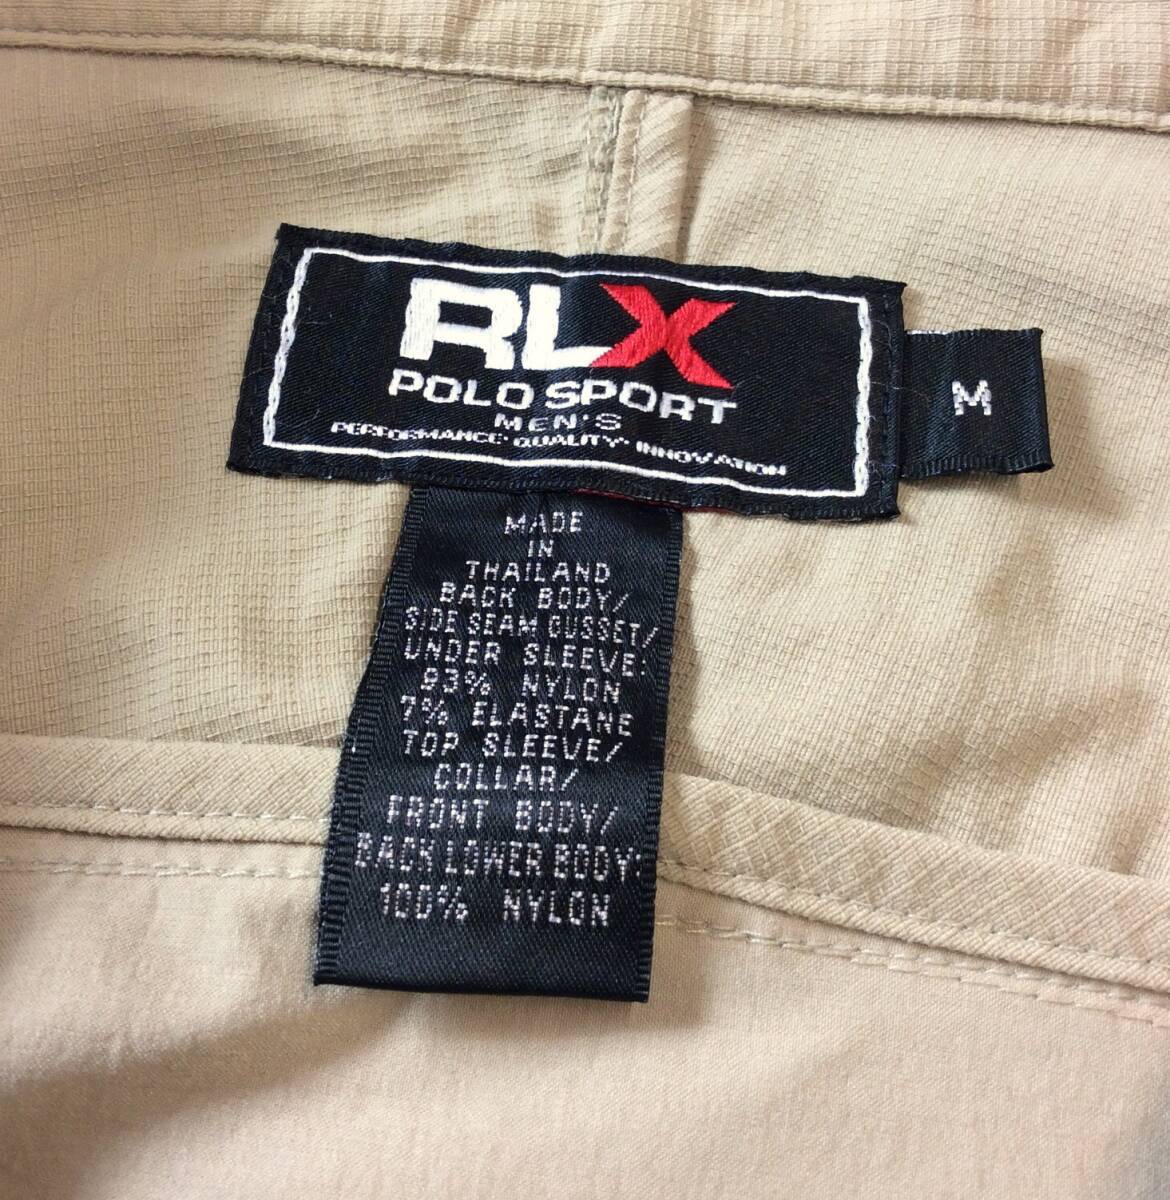 RLX
POLO SPORT
MEN'S
PERFORMANCE· QUALITY· INNOVATION
M
MADE
IN
THAILAND
BACK BODY/
SIDE SEAM GUSSET/
UNDER SLEEVE:
93% NYLON
7% ELASTANE
TOP SLEEVE/
COLLAR/
FRONT BODY/
BACK LOWER BODY:
100% NYLON